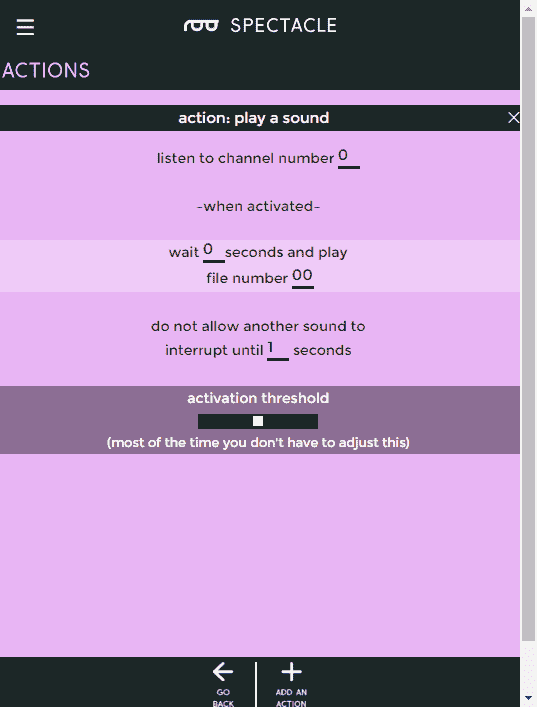 SPECTACLE
ACTIONS
action: play a sound
listen to channel number 0
-when activated-
wait 0 seconds and play
file number 00
do not allow another sound to
interrupt until 1 seconds
activation threshold
(most of the time you don't have to adjust this)
GO
BACK
ADD AN
ACTION